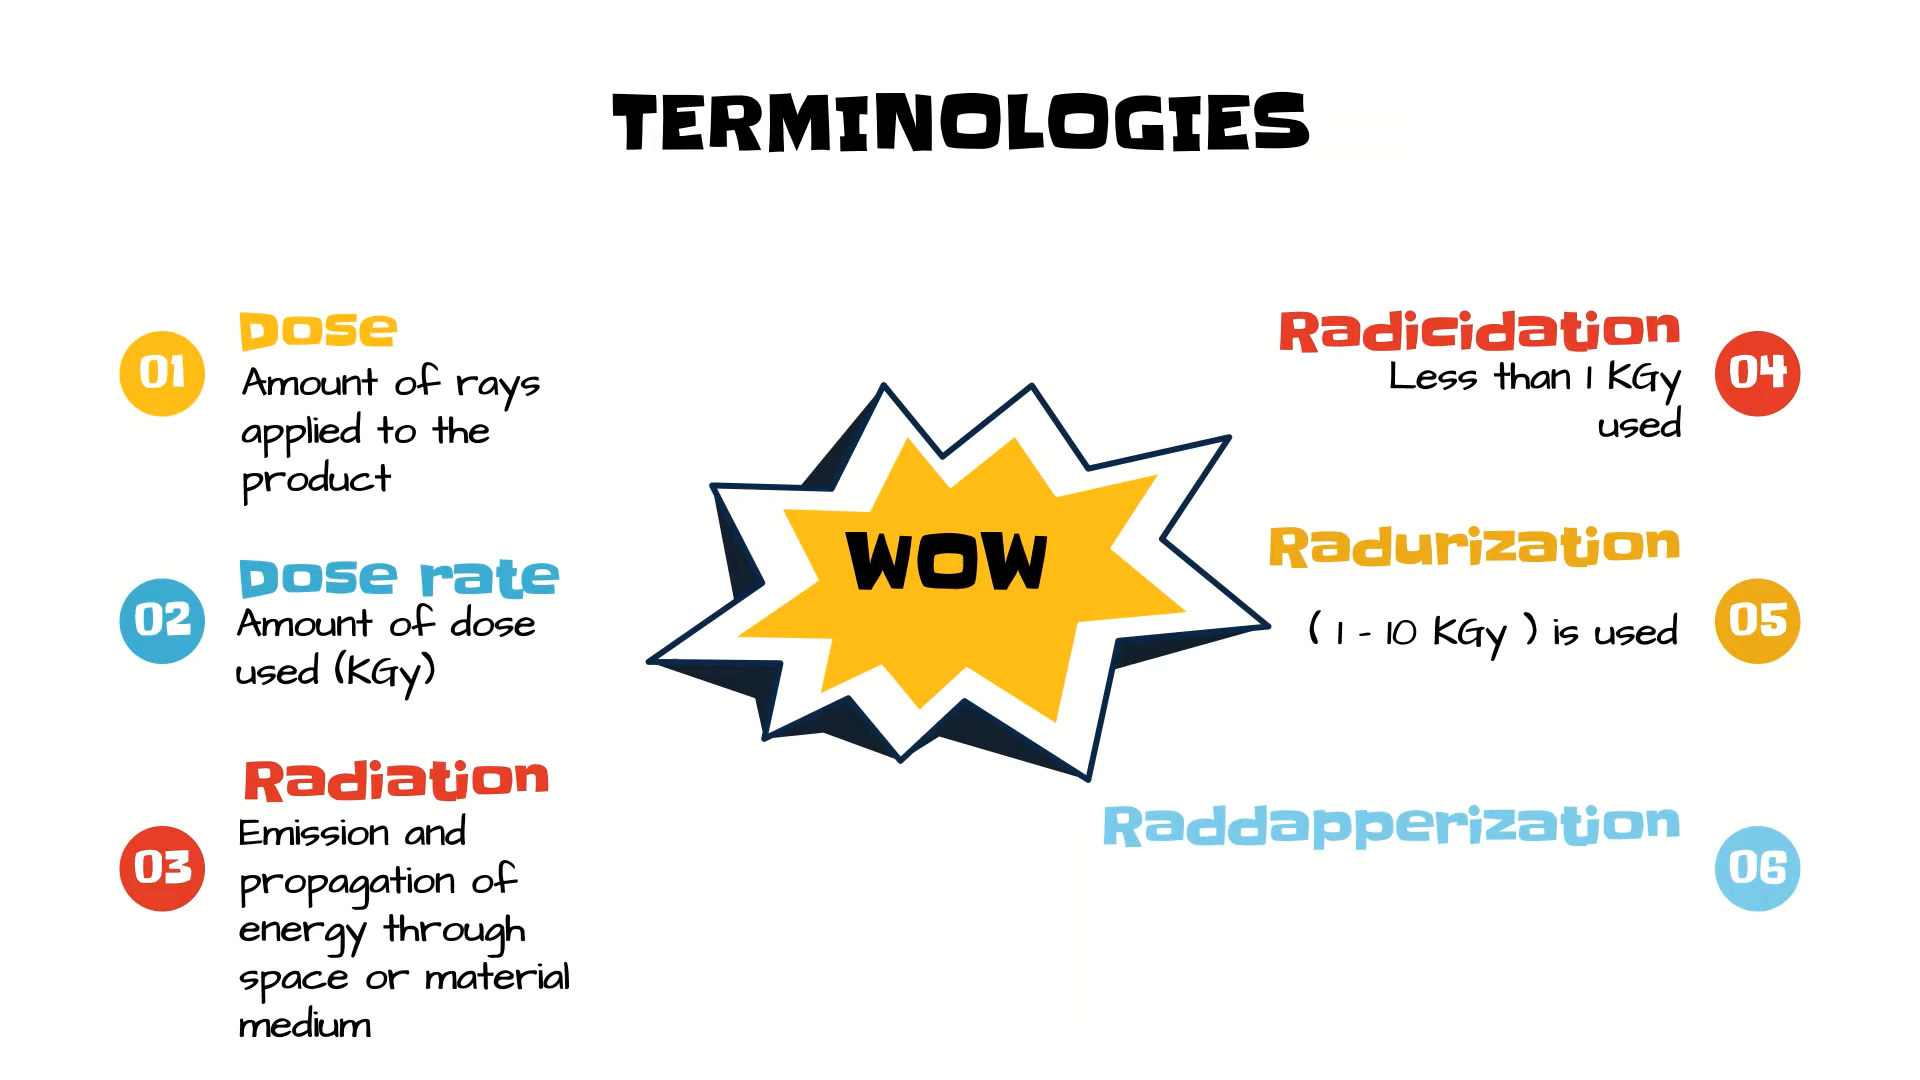 TERMINOLOGIES
01
Dose
Amount of rays
applied to the
product
02
Dose rate
Amount of dose
used (KGy)
03
Radiation
Emission and
propagation of
energy through
space or material
medium
WOW
Radicidation
Less than 1 KGy
used
04
Radurization
( 1 - 10 KGy ) is used
05
Raddapperization
06